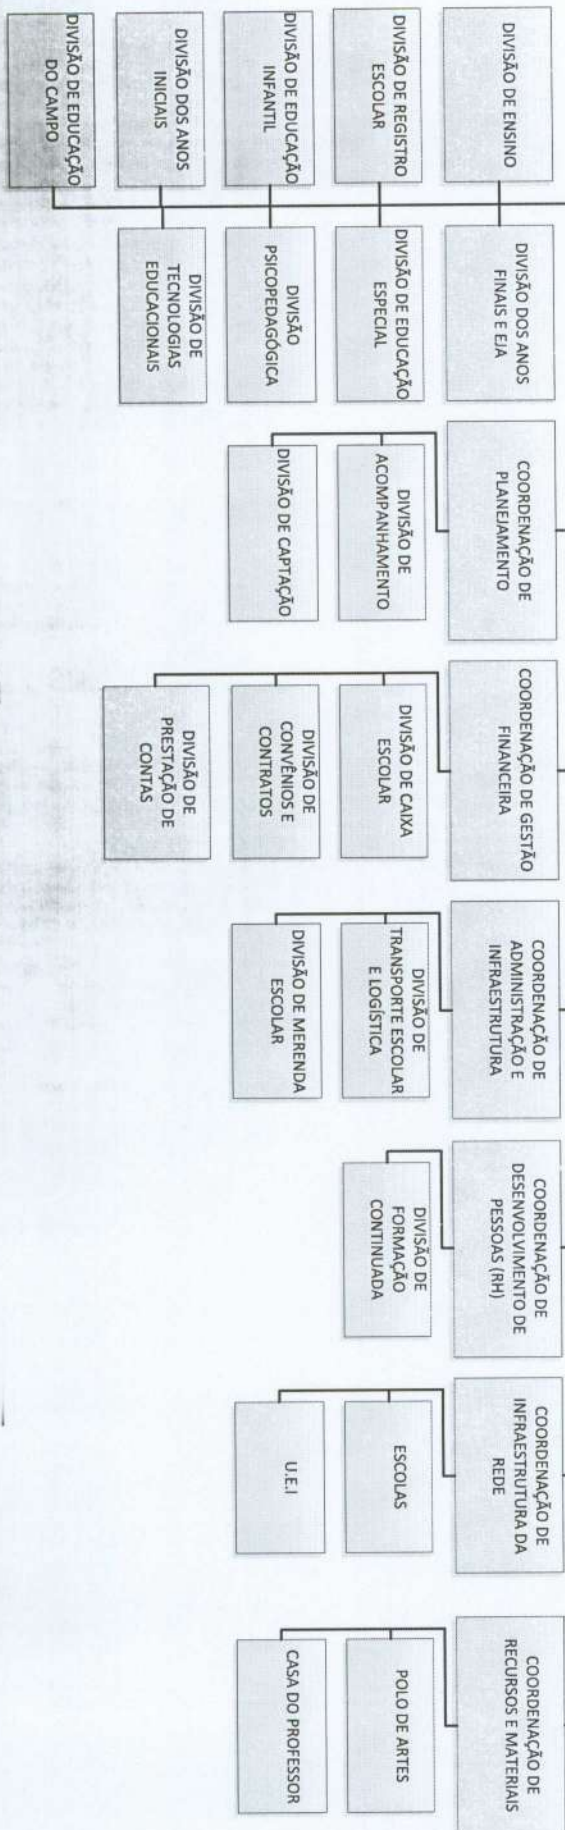 DIVISÃO DE ENSINO
DIVISÃO DE REGISTRO
ESCOLAR
DIVISÃO DE EDUCAÇÃO
INFANTIL
DIVISÃO DOS ANOS
INICIAIS
DIVISÃO DE EDUCAÇÃO
DO CAMPO
DIVISÃO DOS ANOS
FINAIS E EJA
DIVISÃO DE EDUCAÇÃO
ESPECIAL
DIVISÃO
PSICOPEDAGÓGICA
DIVISÃO DE
TECNOLOGIAS
EDUCACIONAIS
COORDENAÇÃO DE
PLANEJAMENTO
DIVISÃO DE
ACOMPANHAMENTO
DIVISÃO DE CAPTAÇÃO
COORDENAÇÃO DE GESTÃO
FINANCEIRA
DIVISÃO DE CAIXA
ESCOLAR
DIVISÃO DE
CONVÊNIOS E
CONTRATOS
DIVISÃO DE
PRESTAÇÃO DE
CONTAS
COORDENAÇÃO DE
ADMINISTRAÇÃO E
INFRAESTRUTURA
DIVISÃO DE
TRANSPORTE ESCOLAR
E LOGÍSTICA
DIVISÃO DE MERENDA
ESCOLAR
COORDENAÇÃO DE
DESENVOLVIMENTO DE
PESSOAS (RH)
DIVISÃO DE
FORMAÇÃO
CONTINUADA
COORDENAÇÃO DE
INFRAESTRUTURA DA
REDE
ESCOLAS
U.E.I
COORDENAÇÃO DE
RECURSOS E MATERIAIS
POLO DE ARTES
CASA DO PROFESSOR